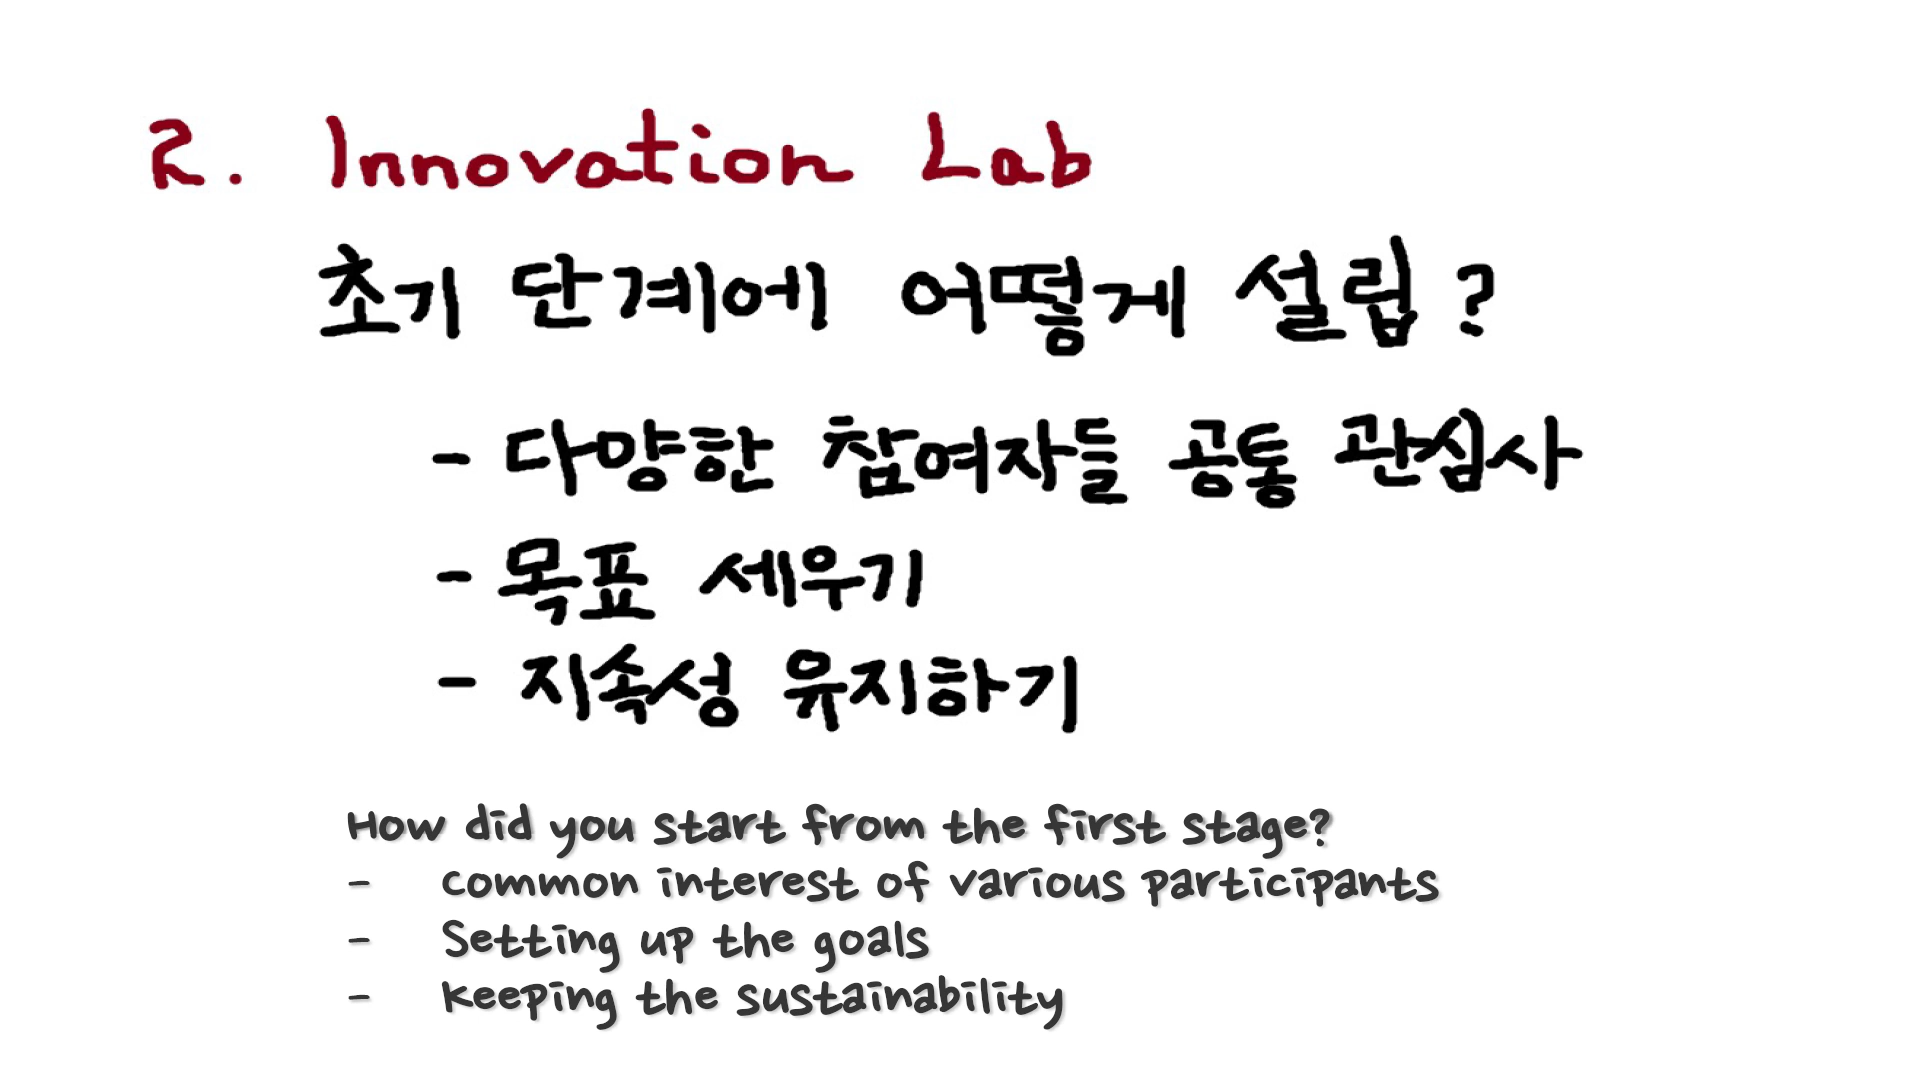 2. Innovation Lab
초기 단계에 어떻게 설립?
- 다양한 참여자들 공통 관심사
- 목표 세우기
- 지속성 유지하기
How did you start from the first stage?
- common interest of various participants
- Setting up the goals
- keeping the sustainability